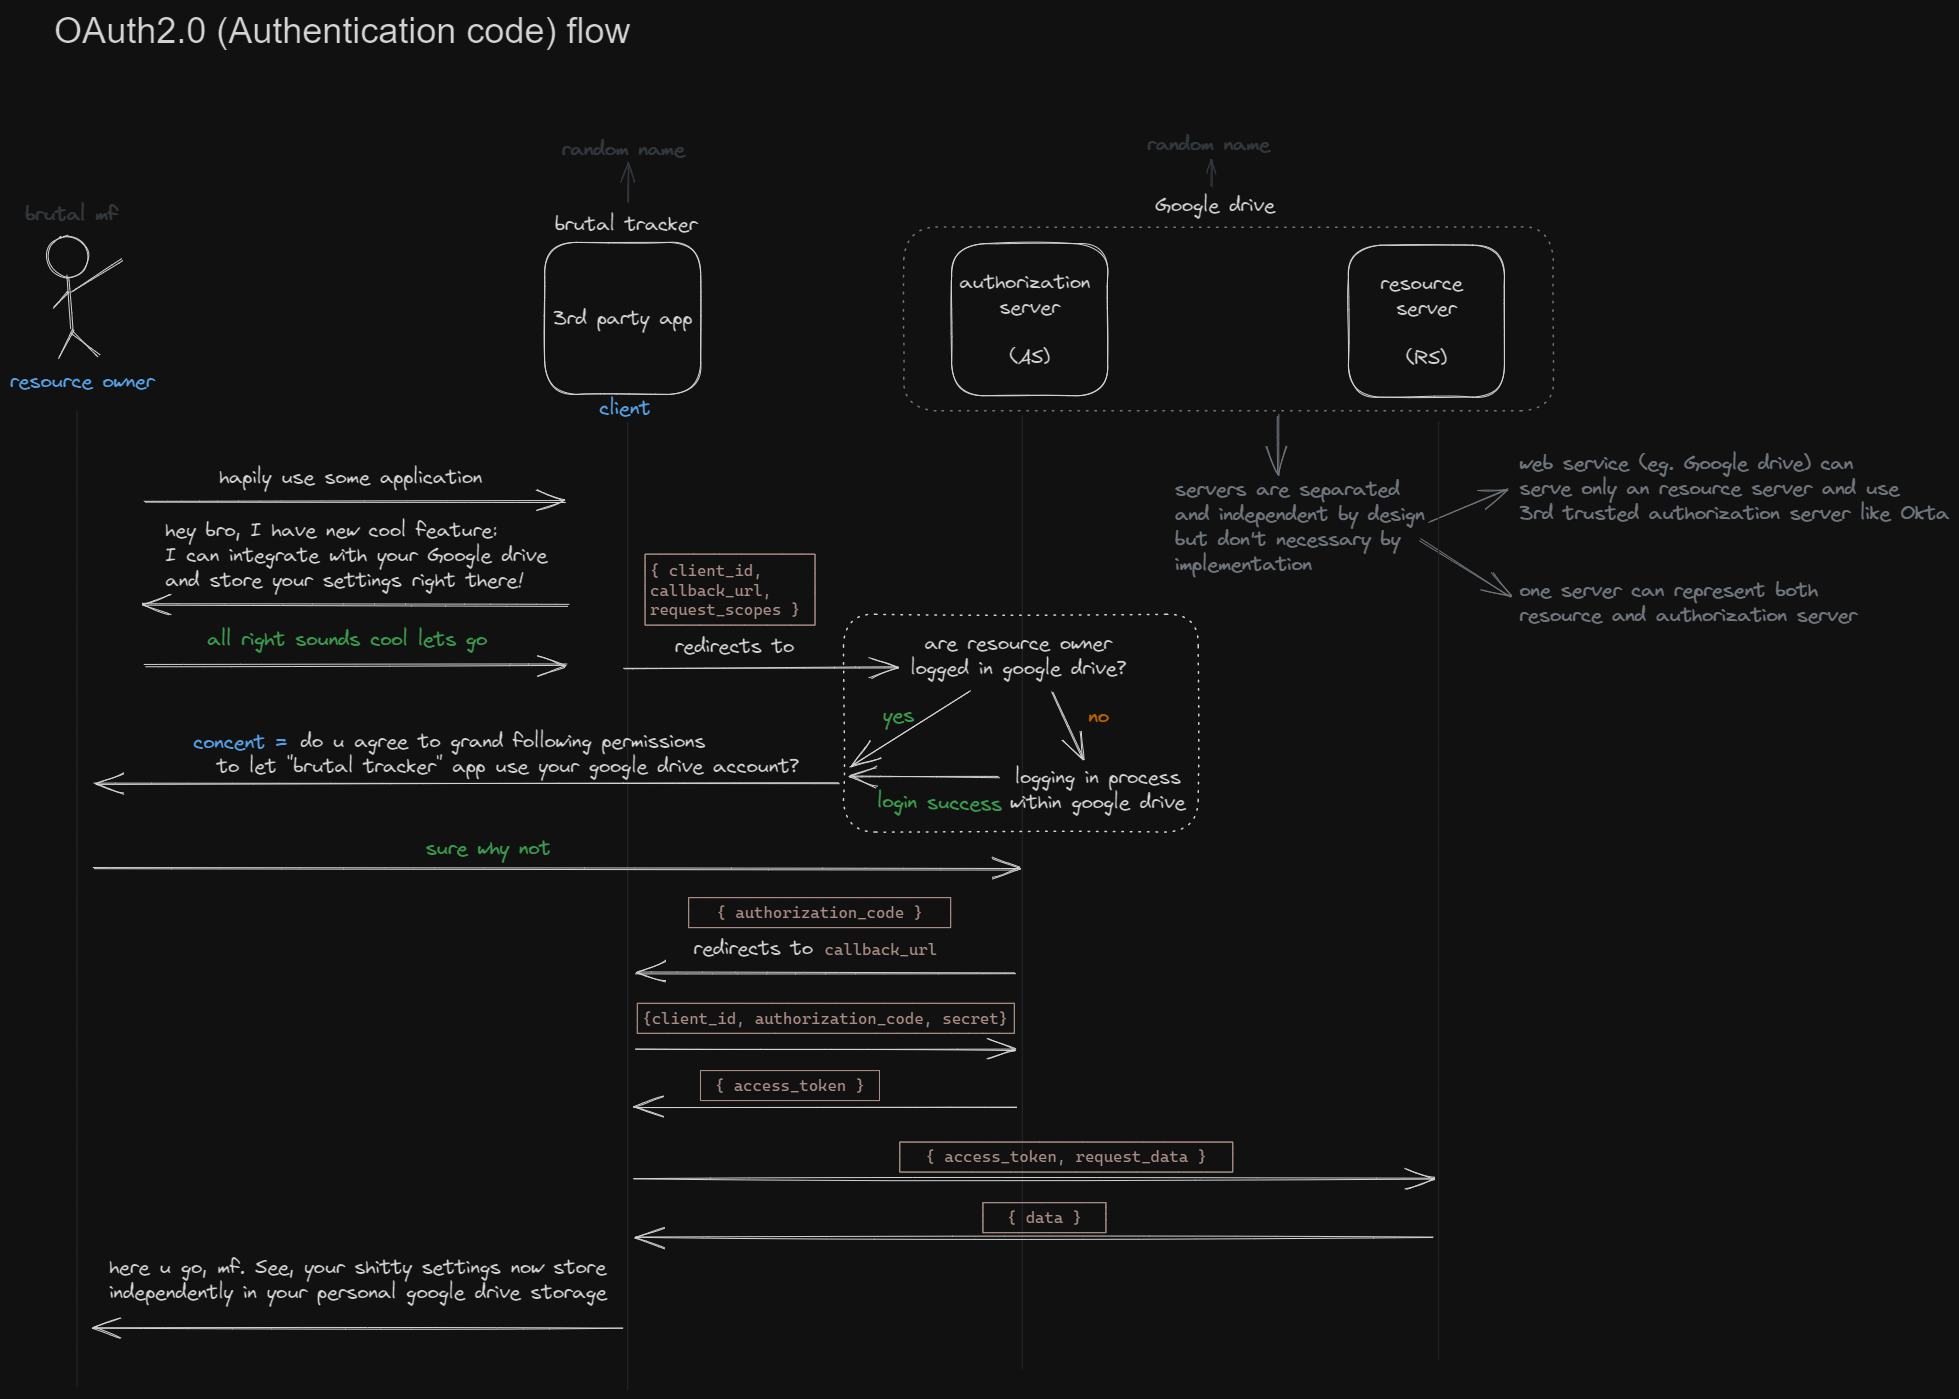 OAuth2.0 (Authentication code) flow
random name
random name
brutal mf
brutal tracker
Google drive
3rd party app
authorization
server
(AS)
resource
server
(RS)
resource owner
client
hapily use some application
hey bro, I have new cool feature:
I can integrate with your Google drive
and store your settings right there!
all right sounds cool lets go
servers are separated
and independent by design
but don't necessary by
implementation
web service (eg. Google drive) can
serve only an resource server and use
3rd trusted authorization server like Okta
one server can represent both
resource and authorization server
{ client_id,
callback_url,
request_scopes }
redirects to
are resource owner
logged in google drive?
yes
no
logging in process
within google drive
login success
concent = do u agree to grand following permissions
to let "brutal tracker" app use your google drive account?
sure why not
{ authorization_code }
redirects to callback_url
{client_id, authorization_code, secret}
{ access_token }
{ access_token, request_data }
{ data }
here u go, mf. See, your shitty settings now store
independently in your personal google drive storage